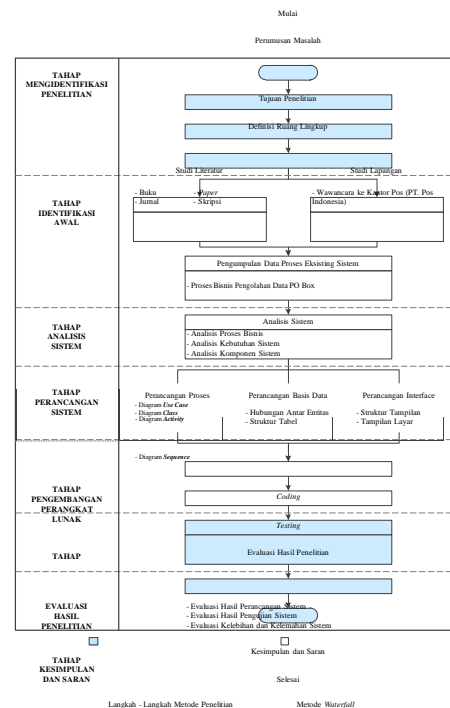 Mulai
Perumusan Masalah
TAHAP
MENGIDENTIFIKASI
PENELITIAN
Tujuan Penelitian
Definisi Ruang Lingkup
Studi Literatur
Studi Lapangan
TAHAP
IDENTIFIKASI
AWAL
- Buku
- Jurnal
- Paper
- Skripsi
- Wawancara ke Kantor Pos (PT. Pos
Indonesia)
Pengumpulan Data Proses Eksisting Sistem
- Proses Bisnis Pengolahan Data PO Box
TAHAP
ANALISIS
SISTEM
Analisis Sistem
- Analisis Proses Bisnis
- Analisis Kebutuhan Sistem
- Analisis Komponen Sistem
TAHAP
PERANCANGAN
SISTEM
Perancangan Proses
- Diagram Use Case
- Diagram Class
- Diagram Activity
Perancangan Basis Data
- Hubungan Antar Entitas
- Struktur Tabel
Perancangan Interface
- Struktur Tampilan
- Tampilan Layar
- Diagram Sequence
TAHAP
PENGEMBANGAN
PERANGKAT
LUNAK
Coding
Testing
TAHAP
Evaluasi Hasil Penelitian
EVALUASI
HASIL
PENELITIAN
- Evaluasi Hasil Perancangan Sistem
- Evaluasi Hasil Pengujian Sistem
- Evaluasi Kelebihan dan Kelemahan Sistem
Kesimpulan dan Saran
TAHAP
KESIMPULAN
DAN SARAN
Selesai
Langkah - Langkah Metode Penelitian
Metode Waterfall